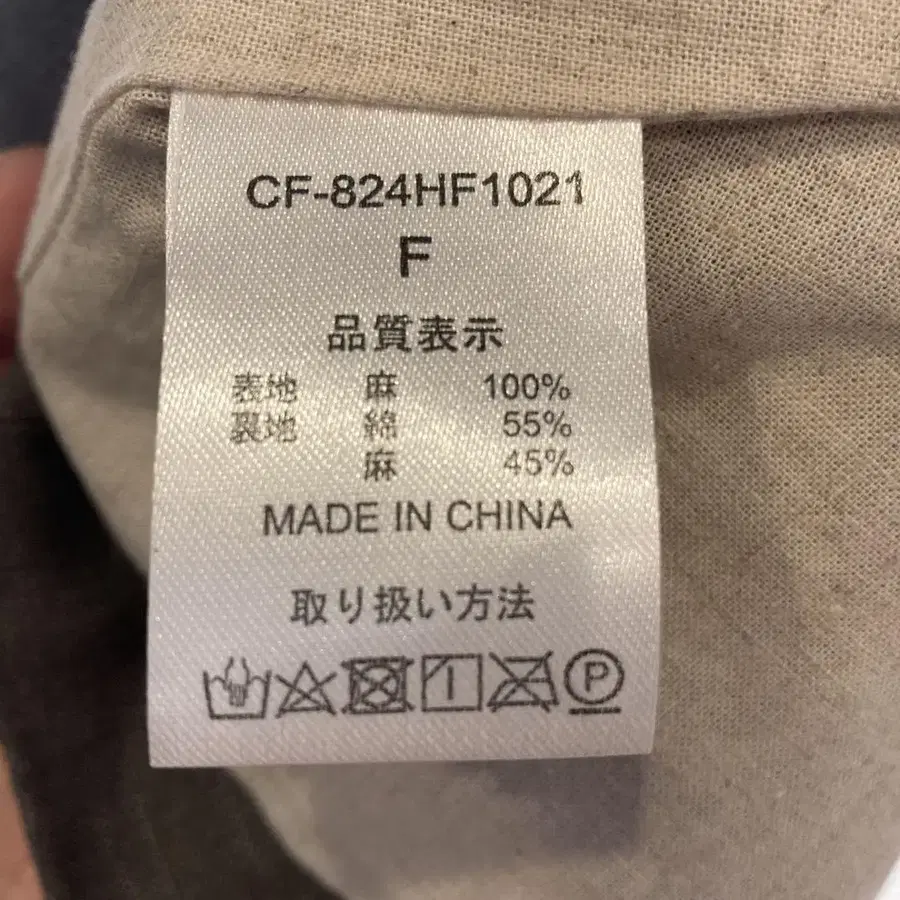 CF-824HF1021
F
品質表示
表地 麻 100%
裏地 綿 55%
麻 45%
MADE IN CHINA
取り扱い方法
P